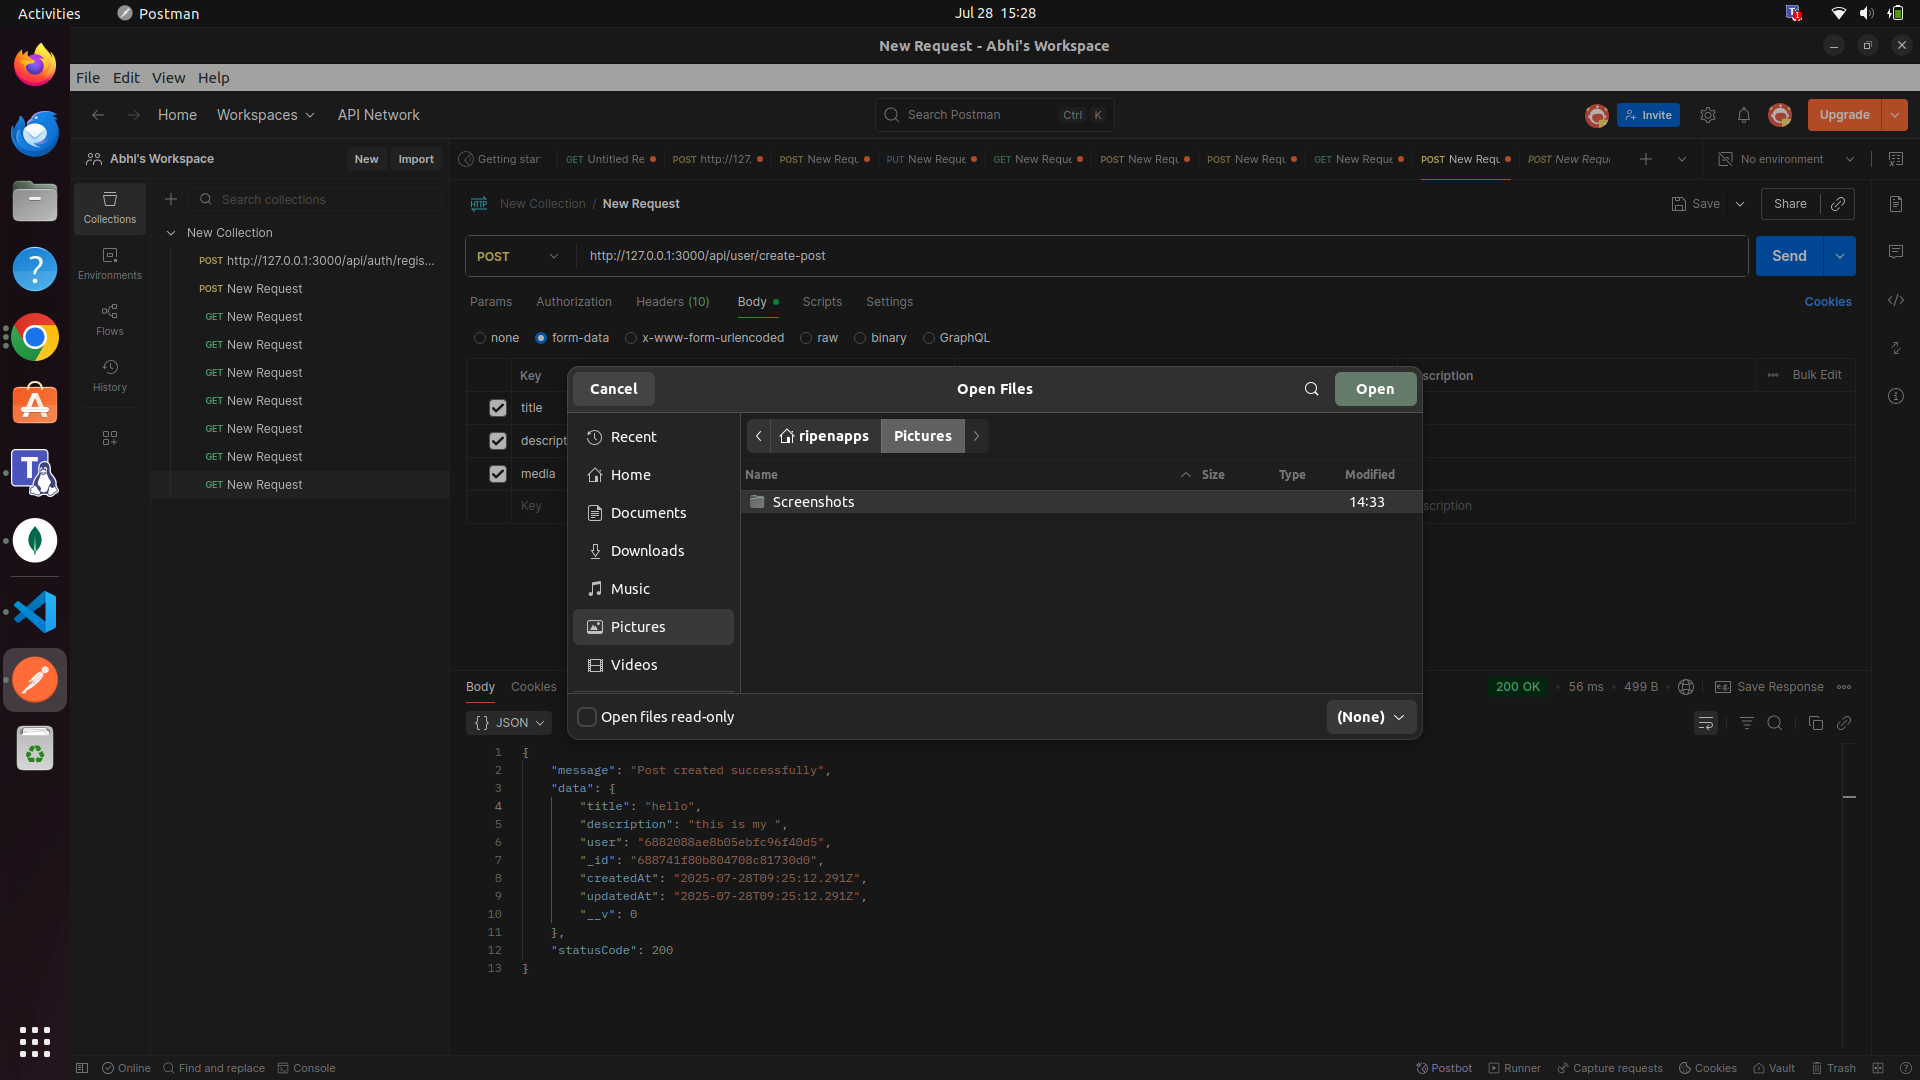 Activities Postman Jul 28 15:28
New Request - Abhi's Workspace
File Edit View Help
Home Workspaces API Network Search Postman Ctrl K Invite Upgrade
Abhi's Workspace New Import
Getting star GET Untitled Re POST http://127. POST New Requ PUT New Reque GET New Reque POST New Requ POST New Requ GET New Reque POST New Requ POST New Requ No environment
Collections
Environments
Flows
History
Search collections
New Collection
POST http://127.0.0.1:3000/api/auth/regis...
POST New Request
GET New Request
GET New Request
GET New Request
GET New Request
GET New Request
GET New Request
GET New Request
HTTP New Collection / New Request Save Share
POST http://127.0.0.1:3000/api/user/create-post Send
Params Authorization Headers (10) Body Scripts Settings Cookies
none form-data x-www-form-urlencoded raw binary GraphQL
Key scription Bulk Edit
title
descript
media
Key scription
Cancel Open Files Open
Recent
Home
Documents
Downloads
Music
Pictures
Videos
ripenapps Pictures
Name Size Type Modified
Screenshots 14:33
Open files read-only (None)
Body Cookies 200 OK 56 ms 499 B e.g. Save Response
{} JSON
1 {
2 "message": "Post created successfully",
3 "data": {
4 "title": "hello",
5 "description": "this is my ",
6 "user": "6882088ae8b05ebfc96f40d5",
7 "_id": "688741f80b804708c81730d0",
8 "createdAt": "2025-07-28T09:25:12.291Z",
9 "updatedAt": "2025-07-28T09:25:12.291Z",
10 "__v": 0
11 },
12 "statusCode": 200
13 }
Online Find and replace Console Postbot Runner Capture requests Cookies Vault Trash